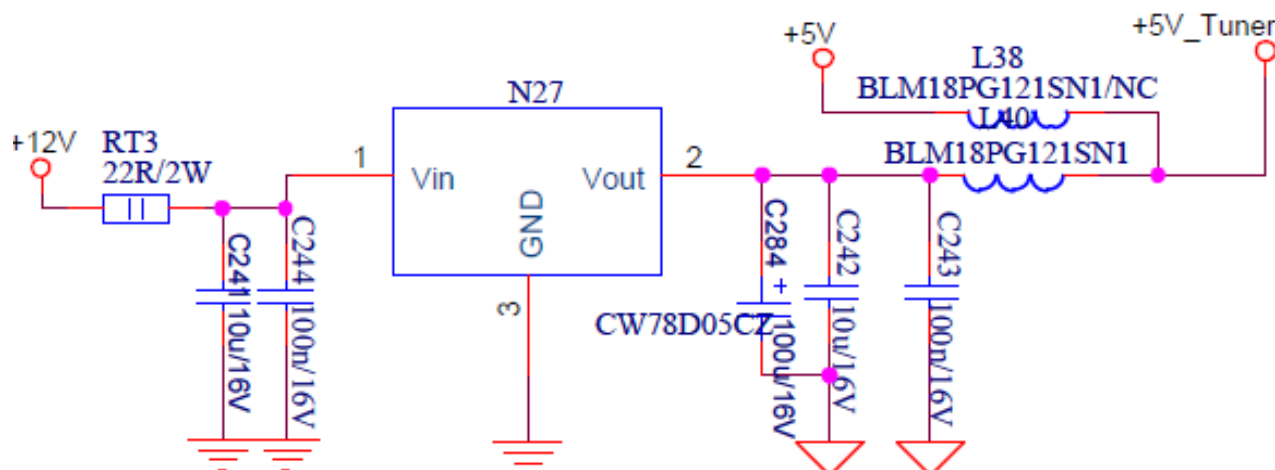 +5V
+5V_Tuner
L38
BLM18PG121SN1/NC
L40
BLM18PG121SN1
N27
+12V
RT3
22R/2W
1
Vin
Vout
2
GND
3
C241 10u/16V
C244 100n/16V
CW78D05CZ
C284 + 100u/16V
C242 10u/16V
C243 100n/16V